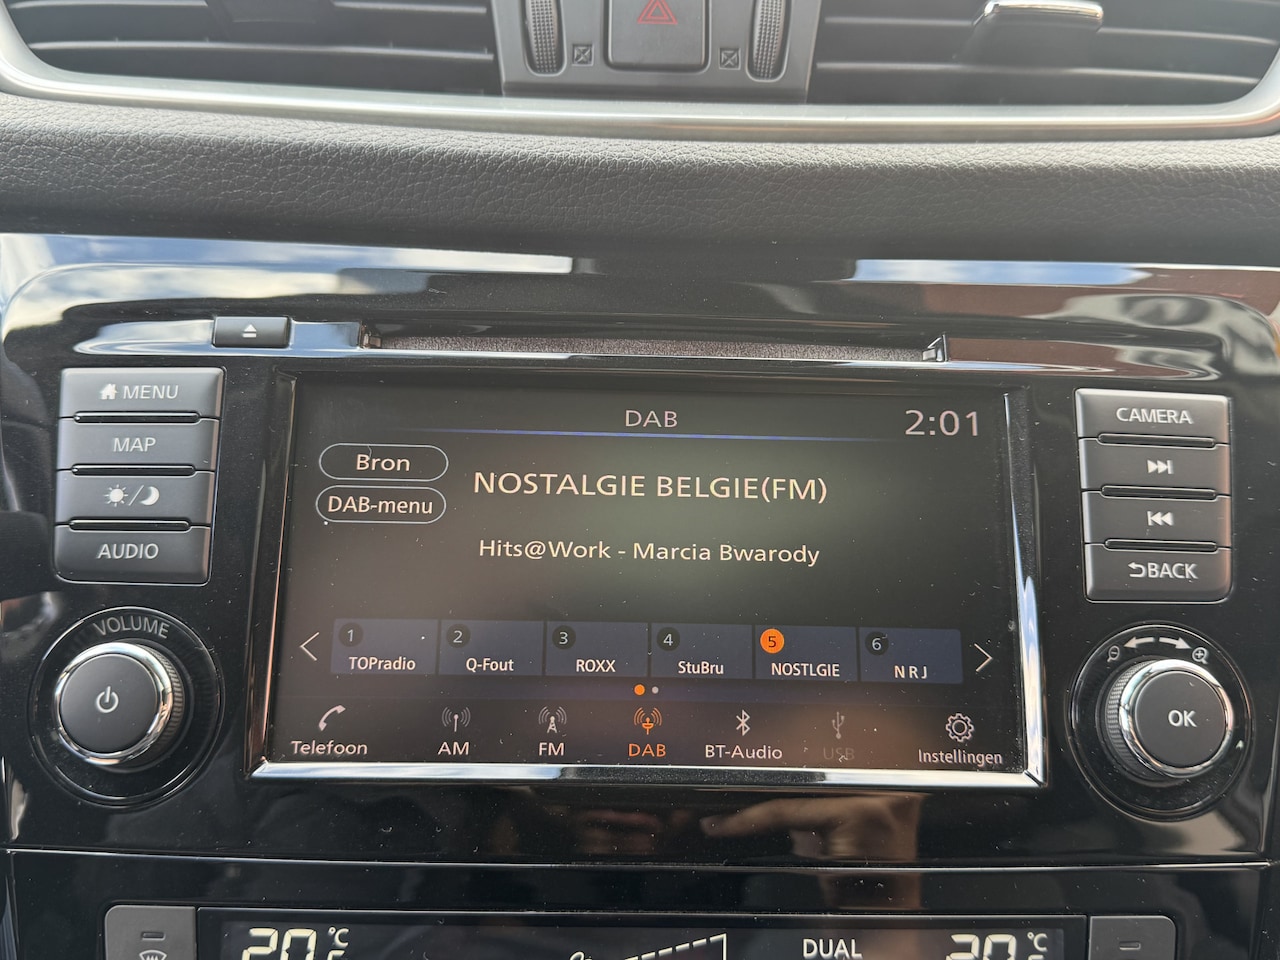 MENU
MAP
AUDIO
VOLUME
DAB
2:01
Bron
DAB-menu
NOSTALGIE BELGIE(FM)
Hits@Work - Marcia Bwarody
1 TOPradio
2 Q-Fout
3 ROXX
4 StuBru
5 NOSTLGIE
6 NRJ
Telefoon
AM
FM
DAB
BT-Audio
USB
Instellingen
CAMERA
BACK
OK
20 °C
DUAL
20 °C